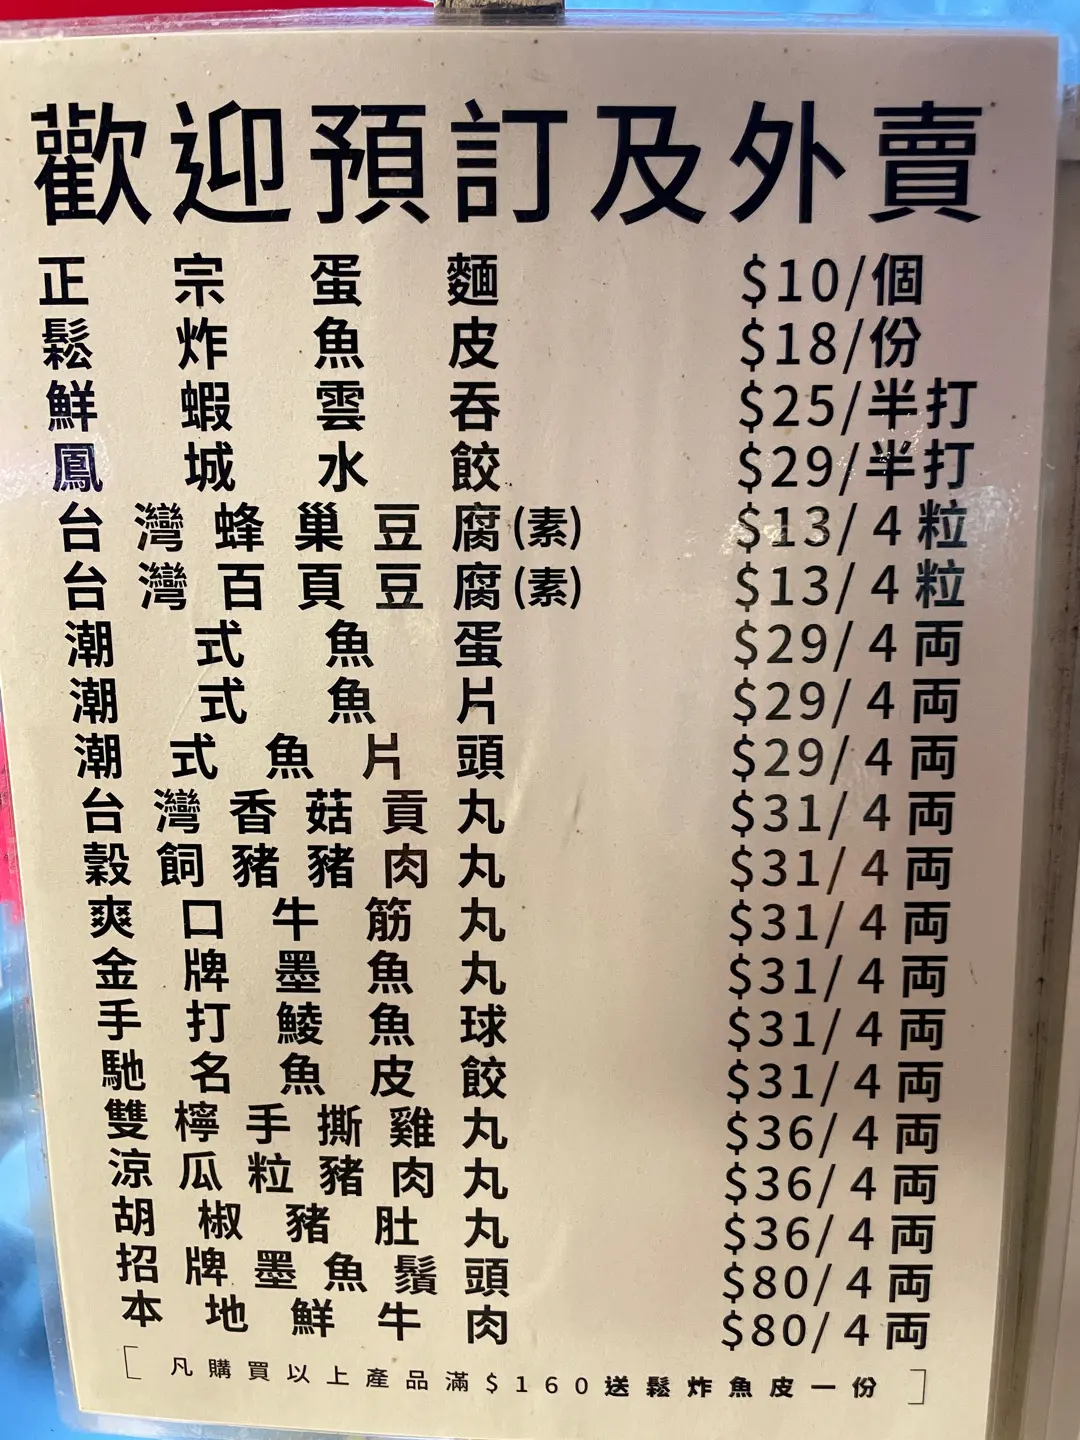 歡迎預訂及外賣
正宗蛋麵 $10/個
鬆炸魚皮 $18/份
鮮蝦雲吞 $25/半打
鳳城水餃 $29/半打
台灣蜂巢豆腐(素) $13/4粒
台灣百頁豆腐(素) $13/4粒
潮式魚蛋 $29/4両
潮式魚片 $29/4両
潮式魚片頭 $29/4両
台灣香菇貢丸 $31/4両
穀飼豬豬肉丸 $31/4両
爽口牛筋丸 $31/4両
金牌墨魚丸 $31/4両
手打鯪魚球 $31/4両
馳名魚皮餃 $31/4両
雙檸手撕雞丸 $36/4両
涼瓜粒豬肉丸 $36/4両
胡椒豬肚丸 $36/4両
招牌墨魚鬚頭 $80/4両
本地鮮牛肉 $80/4両
[凡購買以上產品滿$160送鬆炸魚皮一份]